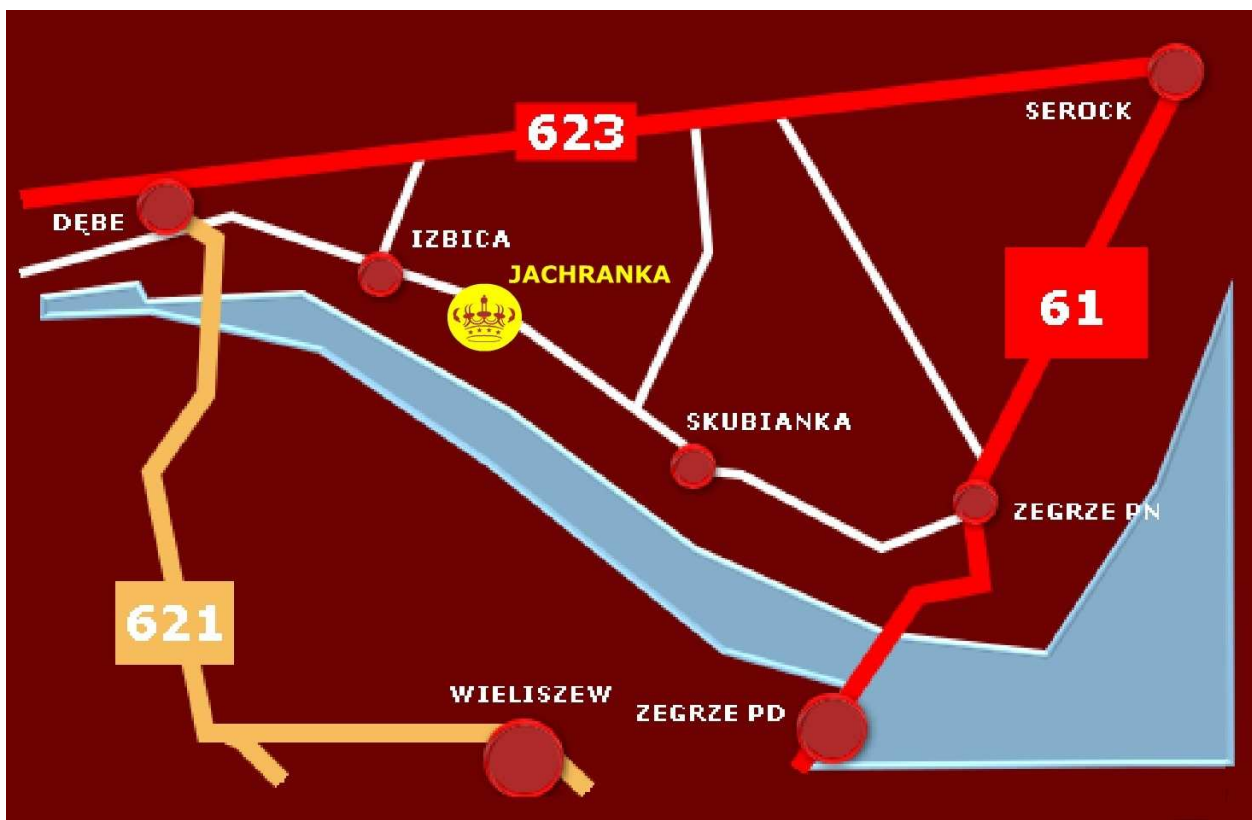 SEROCK
623
DĘBE
IZBICA
JACHRANKA
61
SKUBIANKA
ZEGRZE PN
621
WIELISZEW
ZEGRZE PD